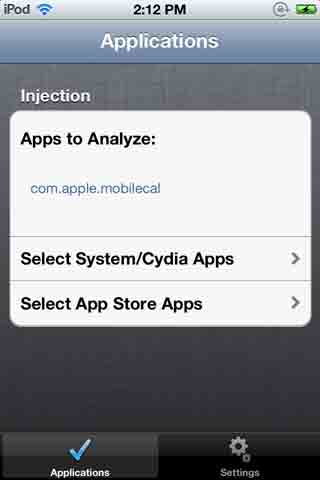 iPod 2:12 PM
Applications
Injection
Apps to Analyze:
com.apple.mobilecal
Select System/Cydia Apps
Select App Store Apps
Applications Settings